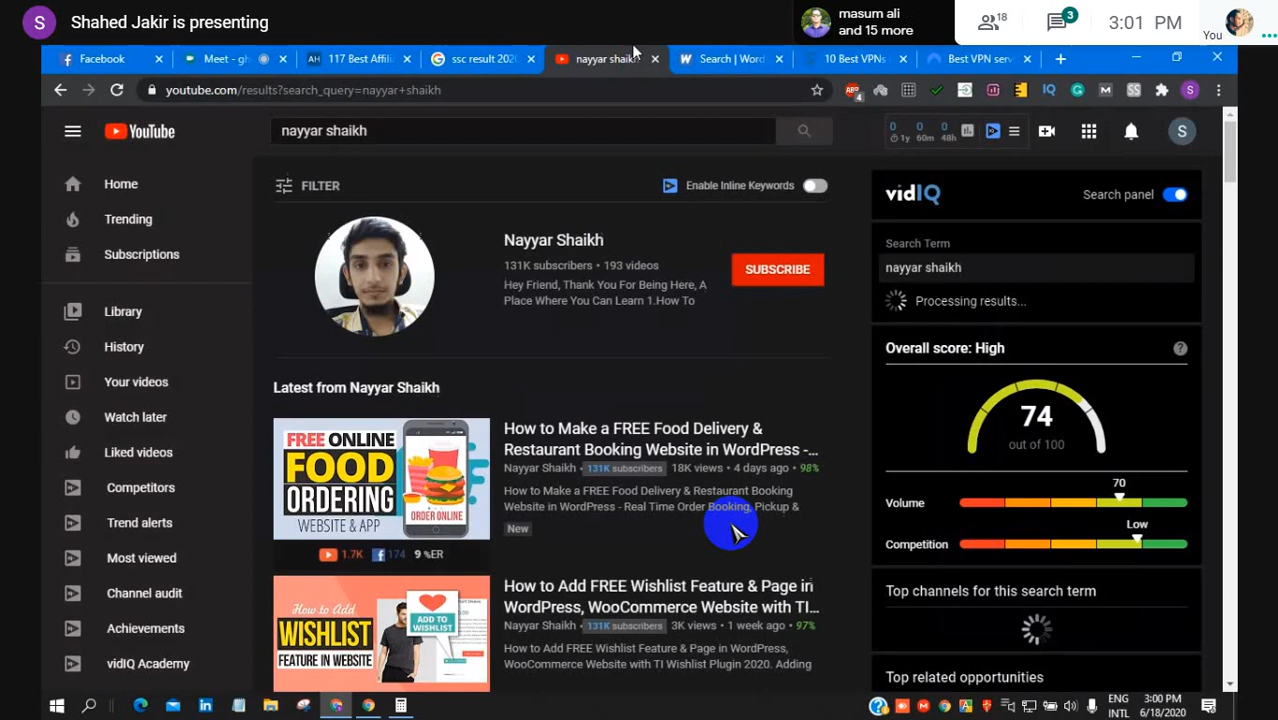 S Shahed Jakir is presenting
masum ali
and 15 more
18
3
3:01 PM
You
Facebook
Meet - gh
AH 117 Best Affili
ssc result 202
nayyar shaikh
Search | Word
10 Best VPNs
Best VPN serv
youtube.com/results?search_query=nayyar+shaikh
ABP 4
IQ
M
SS
S
YouTube
nayyar shaikh
0 0 0
1y 60m 48h
S
Home
Trending
Subscriptions
Library
History
Your videos
Watch later
Liked videos
Competitors
Trend alerts
Most viewed
Channel audit
Achievements
vidIQ Academy
FILTER
Enable Inline Keywords
Nayyar Shaikh
131K subscribers • 193 videos
Hey Friend, Thank You For Being Here, A
Place Where You Can Learn 1.How To
SUBSCRIBE
Latest from Nayyar Shaikh
FREE ONLINE
FOOD
ORDERING
WEBSITE & APP
ORDER ONLINE
1.7K f 174 9 %ER
How to Make a FREE Food Delivery &
Restaurant Booking Website in WordPress -...
Nayyar Shaikh • 131K subscribers • 18K views • 4 days ago • 98%
How to Make a FREE Food Delivery & Restaurant Booking
Website in WordPress - Real Time Order Booking, Pickup &
New
How to Add
WISHLIST
FEATURE IN WEBSITE
ADD TO
WISHLIST
How to Add FREE Wishlist Feature & Page in
WordPress, WooCommerce Website with TI...
Nayyar Shaikh • 131K subscribers • 3K views • 1 week ago • 97%
How to Add FREE Wishlist Feature & Page in WordPress,
WooCommerce Website with TI Wishlist Plugin 2020. Adding
vidIQ
Search panel
Search Term
nayyar shaikh
Processing results...
Overall score: High
?
74
out of 100
70
Volume
Low
Competition
Top channels for this search term
Top related opportunities
ENG
INTL
3:00 PM
6/18/2020